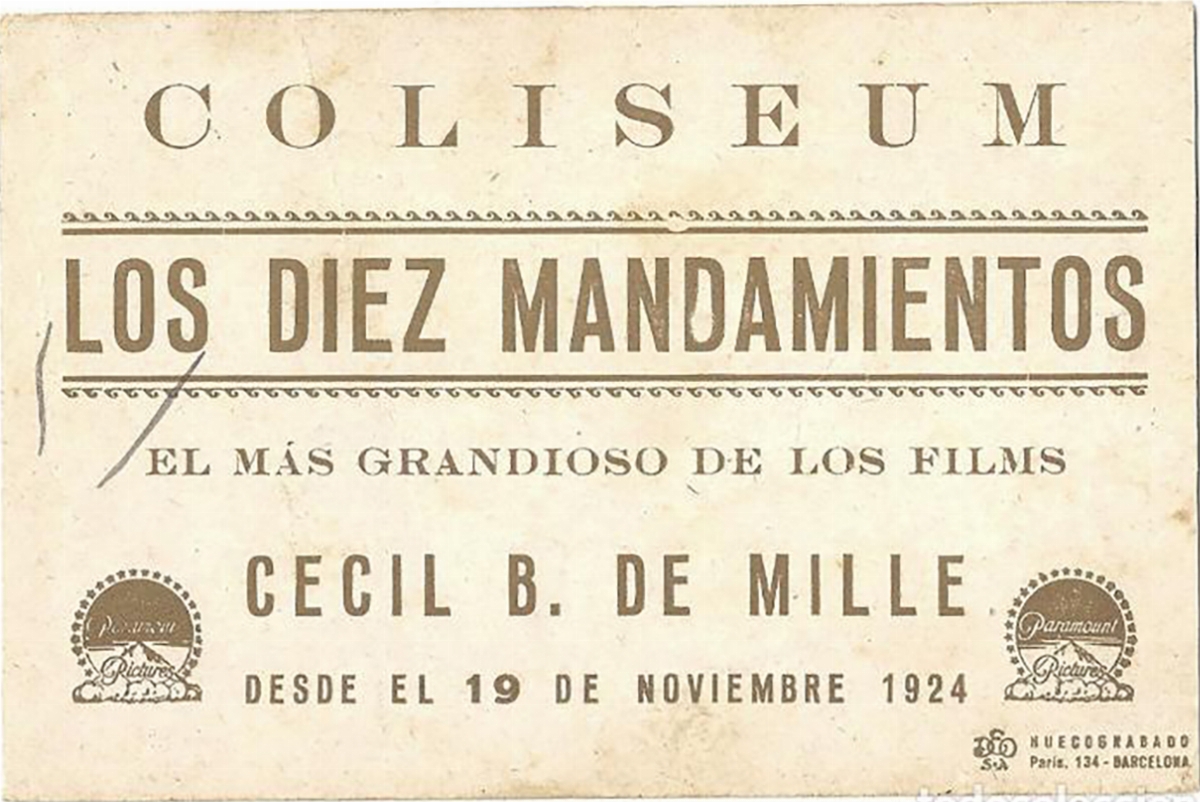 COLISEUM
LOS DIEZ MANDAMIENTOS
EL MÁS GRANDIOSO DE LOS FILMS
CECIL B. DE MILLE
Paramount
Pictures
Paramount
Pictures
DESDE EL 19 DE NOVIEMBRE 1924
S.A
HUECOGRABADO
París, 134 - BARCELONA